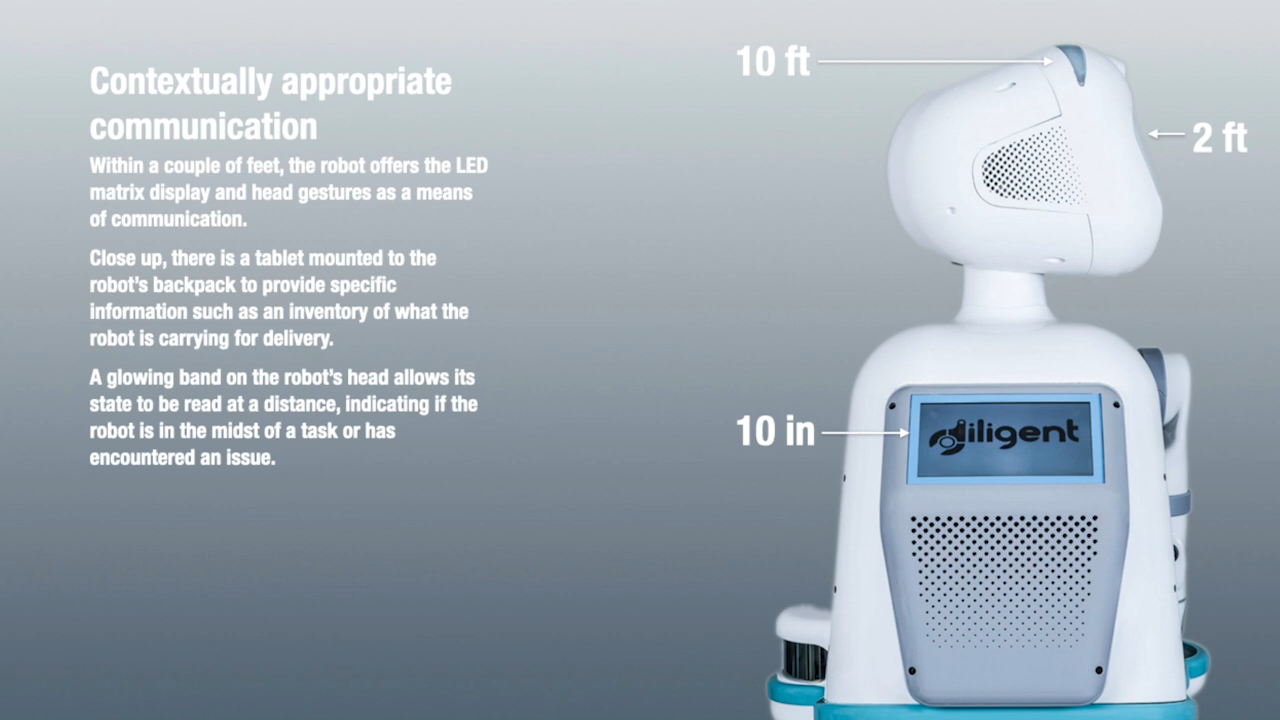 Contextually appropriate
communication
Within a couple of feet, the robot offers the LED
matrix display and head gestures as a means
of communication.
Close up, there is a tablet mounted to the
robot's backpack to provide specific
information such as an inventory of what the
robot is carrying for delivery.
A glowing band on the robot's head allows its
state to be read at a distance, indicating if the
robot is in the midst of a task or has
encountered an issue.
10 ft
2 ft
10 in
diligent